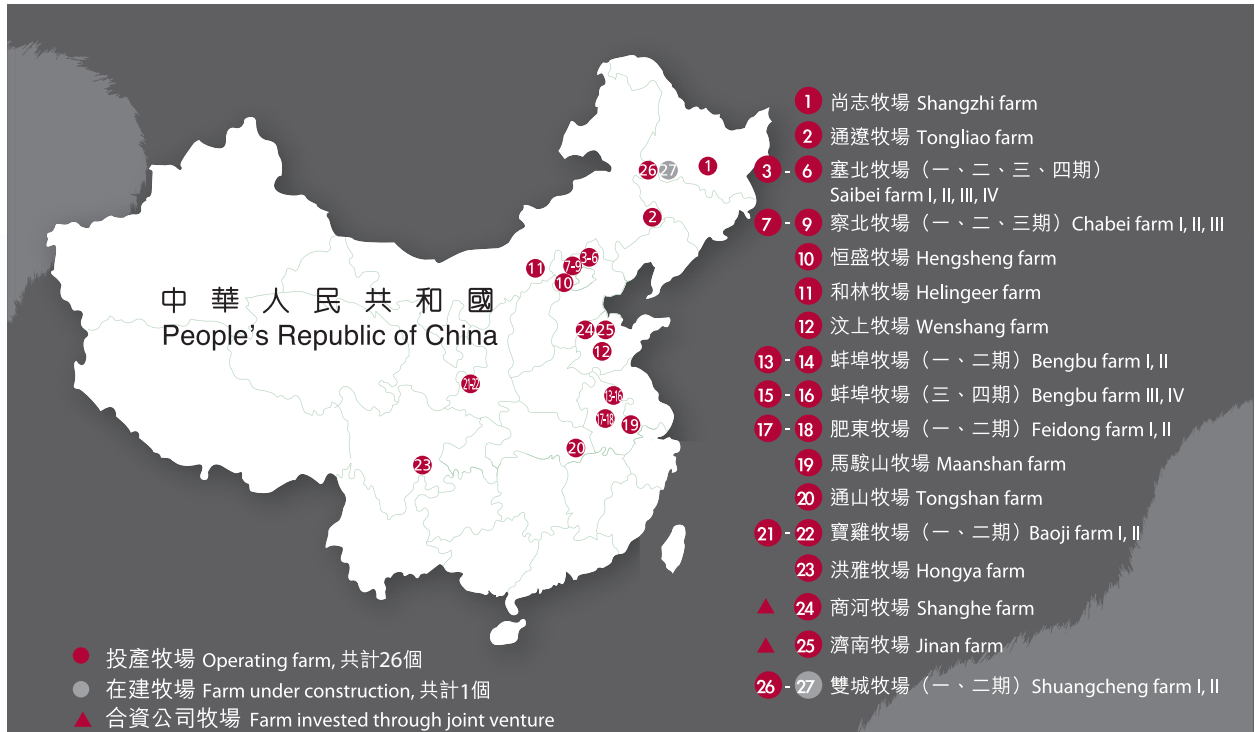 1 尚志牧場 Shangzhi farm
2 通遼牧場 Tongliao farm
3 - 6 塞北牧場（一、二、三、四期）
Saibei farm I, II, III, IV
7 - 9 察北牧場（一、二、三期）Chabei farm I, II, III
10 恒盛牧場 Hengsheng farm
11 和林牧場 Helingeer farm
12 汶上牧場 Wenshang farm
13 - 14 蚌埠牧場（一、二期）Bengbu farm I, II
15 - 16 蚌埠牧場（三、四期）Bengbu farm III, IV
17 - 18 肥東牧場（一、二期）Feidong farm I, II
19 馬鞍山牧場 Maanshan farm
20 通山牧場 Tongshan farm
21 - 22 寶雞牧場（一、二期）Baoji farm I, II
23 洪雅牧場 Hongya farm
24 商河牧場 Shanghe farm
25 濟南牧場 Jinan farm
26 - 27 雙城牧場（一、二期）Shuangcheng farm I, II
中華人民共和國
People's Republic of China
26 27 1
2
3-6
11 7-9
10
24 25
12
21-22
13-16
17-18 19
20
23
投產牧場 Operating farm, 共計26個
在建牧場 Farm under construction, 共計1個
合資公司牧場 Farm invested through joint venture